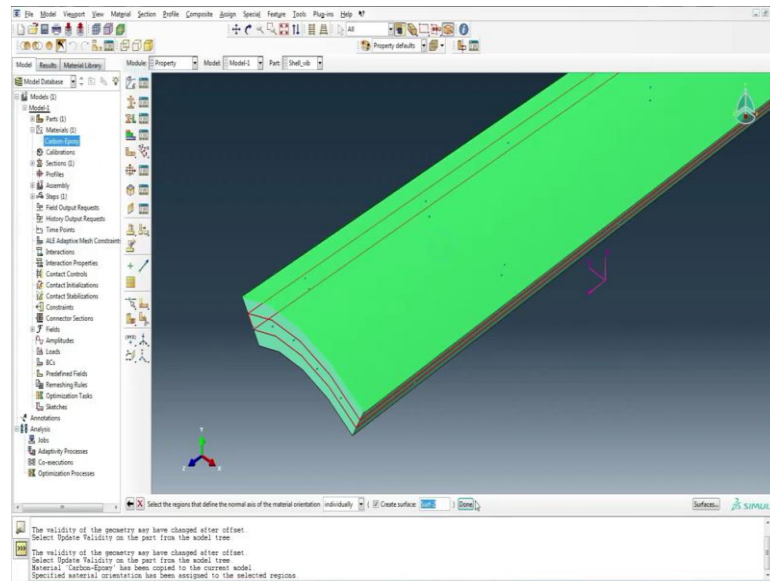 File Model Viewport View Material Section Profile Composite Assign Special Feature Tools Plug-ins Help
All
Property defaults
Model Results Material Library Module: Property Model: Model-1 Part: Shell_vib
Model Database
Models (1)
Model-1
Parts (1)
Materials (1)
Carbon-Epoxy
Calibrations
Sections (1)
Profiles
Assembly
Steps (1)
Field Output Requests
History Output Requests
Time Points
ALE Adaptive Mesh Constraint
Interactions
Interaction Properties
Contact Controls
Contact Initializations
Contact Stabilizations
Constraints
Connector Sections
Fields
Amplitudes
Loads
BCs
Predefined Fields
Remeshing Rules
Optimization Tasks
Sketches
Annotations
Analysis
Jobs
Adaptivity Processes
Co-executions
Optimization Processes
Y
Z X
Select the regions that define the normal axis of the material orientation individually ( Create surface: ) Done Surfaces... SIMUL
The validity of the geometry may have changed after offset.
Select Update Validity on the part from the model tree.
The validity of the geometry may have changed after offset.
Select Update Validity on the part from the model tree.
Material 'Carbon-Epoxy' has been copied to the current model
Specified material orientation has been assigned to the selected regions.